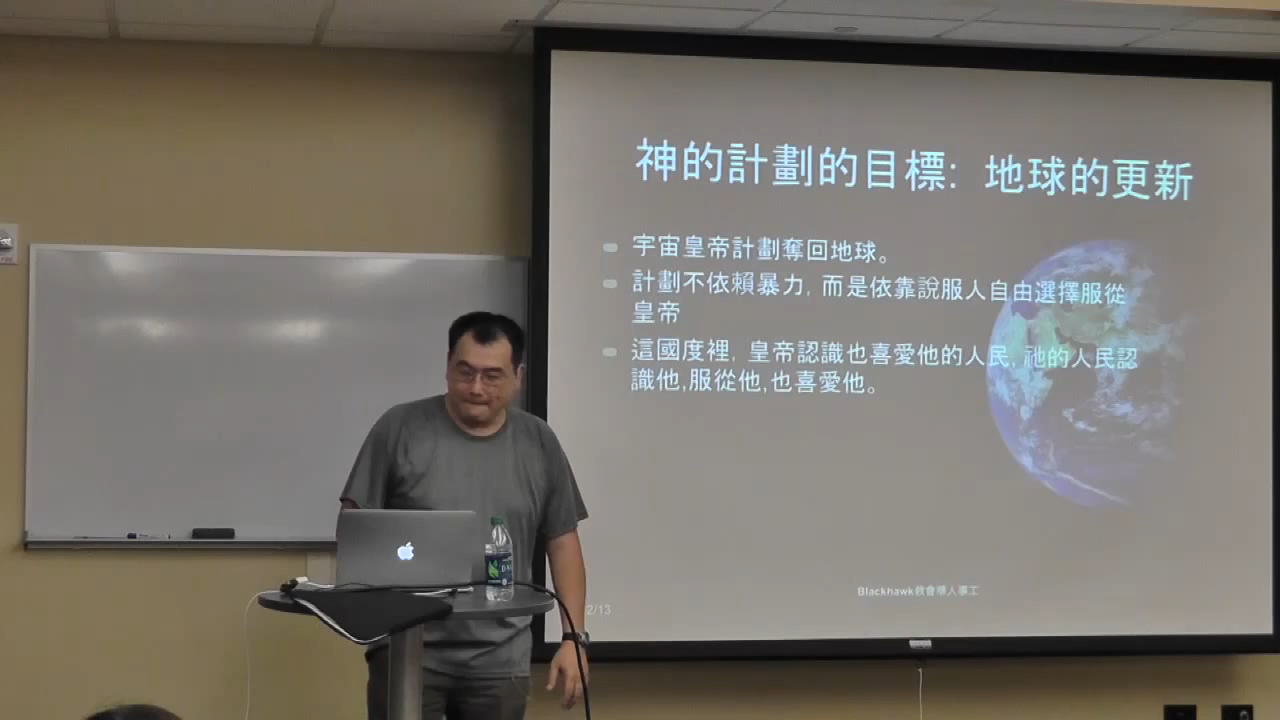 神的計劃的目標: 地球的更新
宇宙皇帝計劃奪回地球。
計劃不依賴暴力, 而是依靠說服人自由選擇服從
皇帝
這國度裡, 皇帝認識也喜愛他的人民, 祂的人民認
識他,服從他,也喜愛他。
Blackhawk教會華人事工
2/13